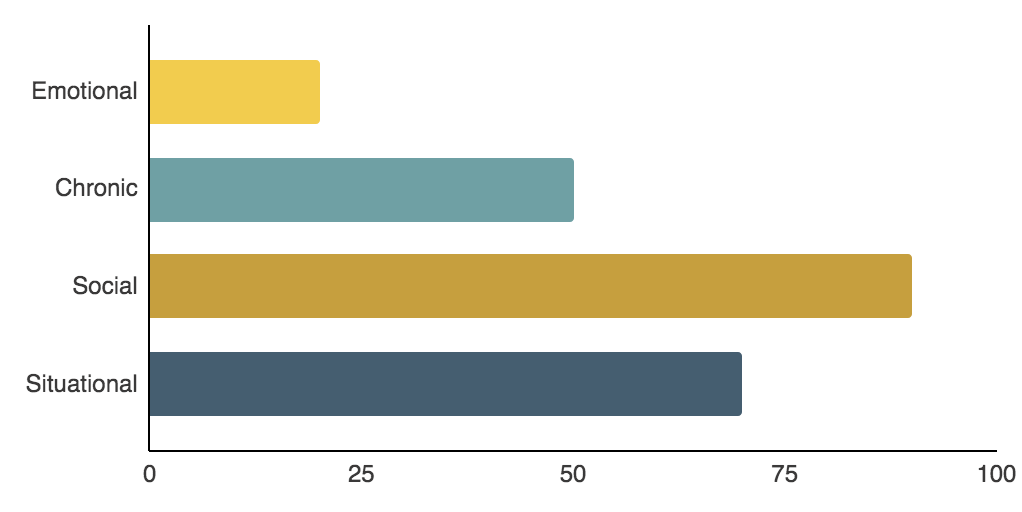 Emotional
Chronic
Social
Situational
0 25 50 75 100